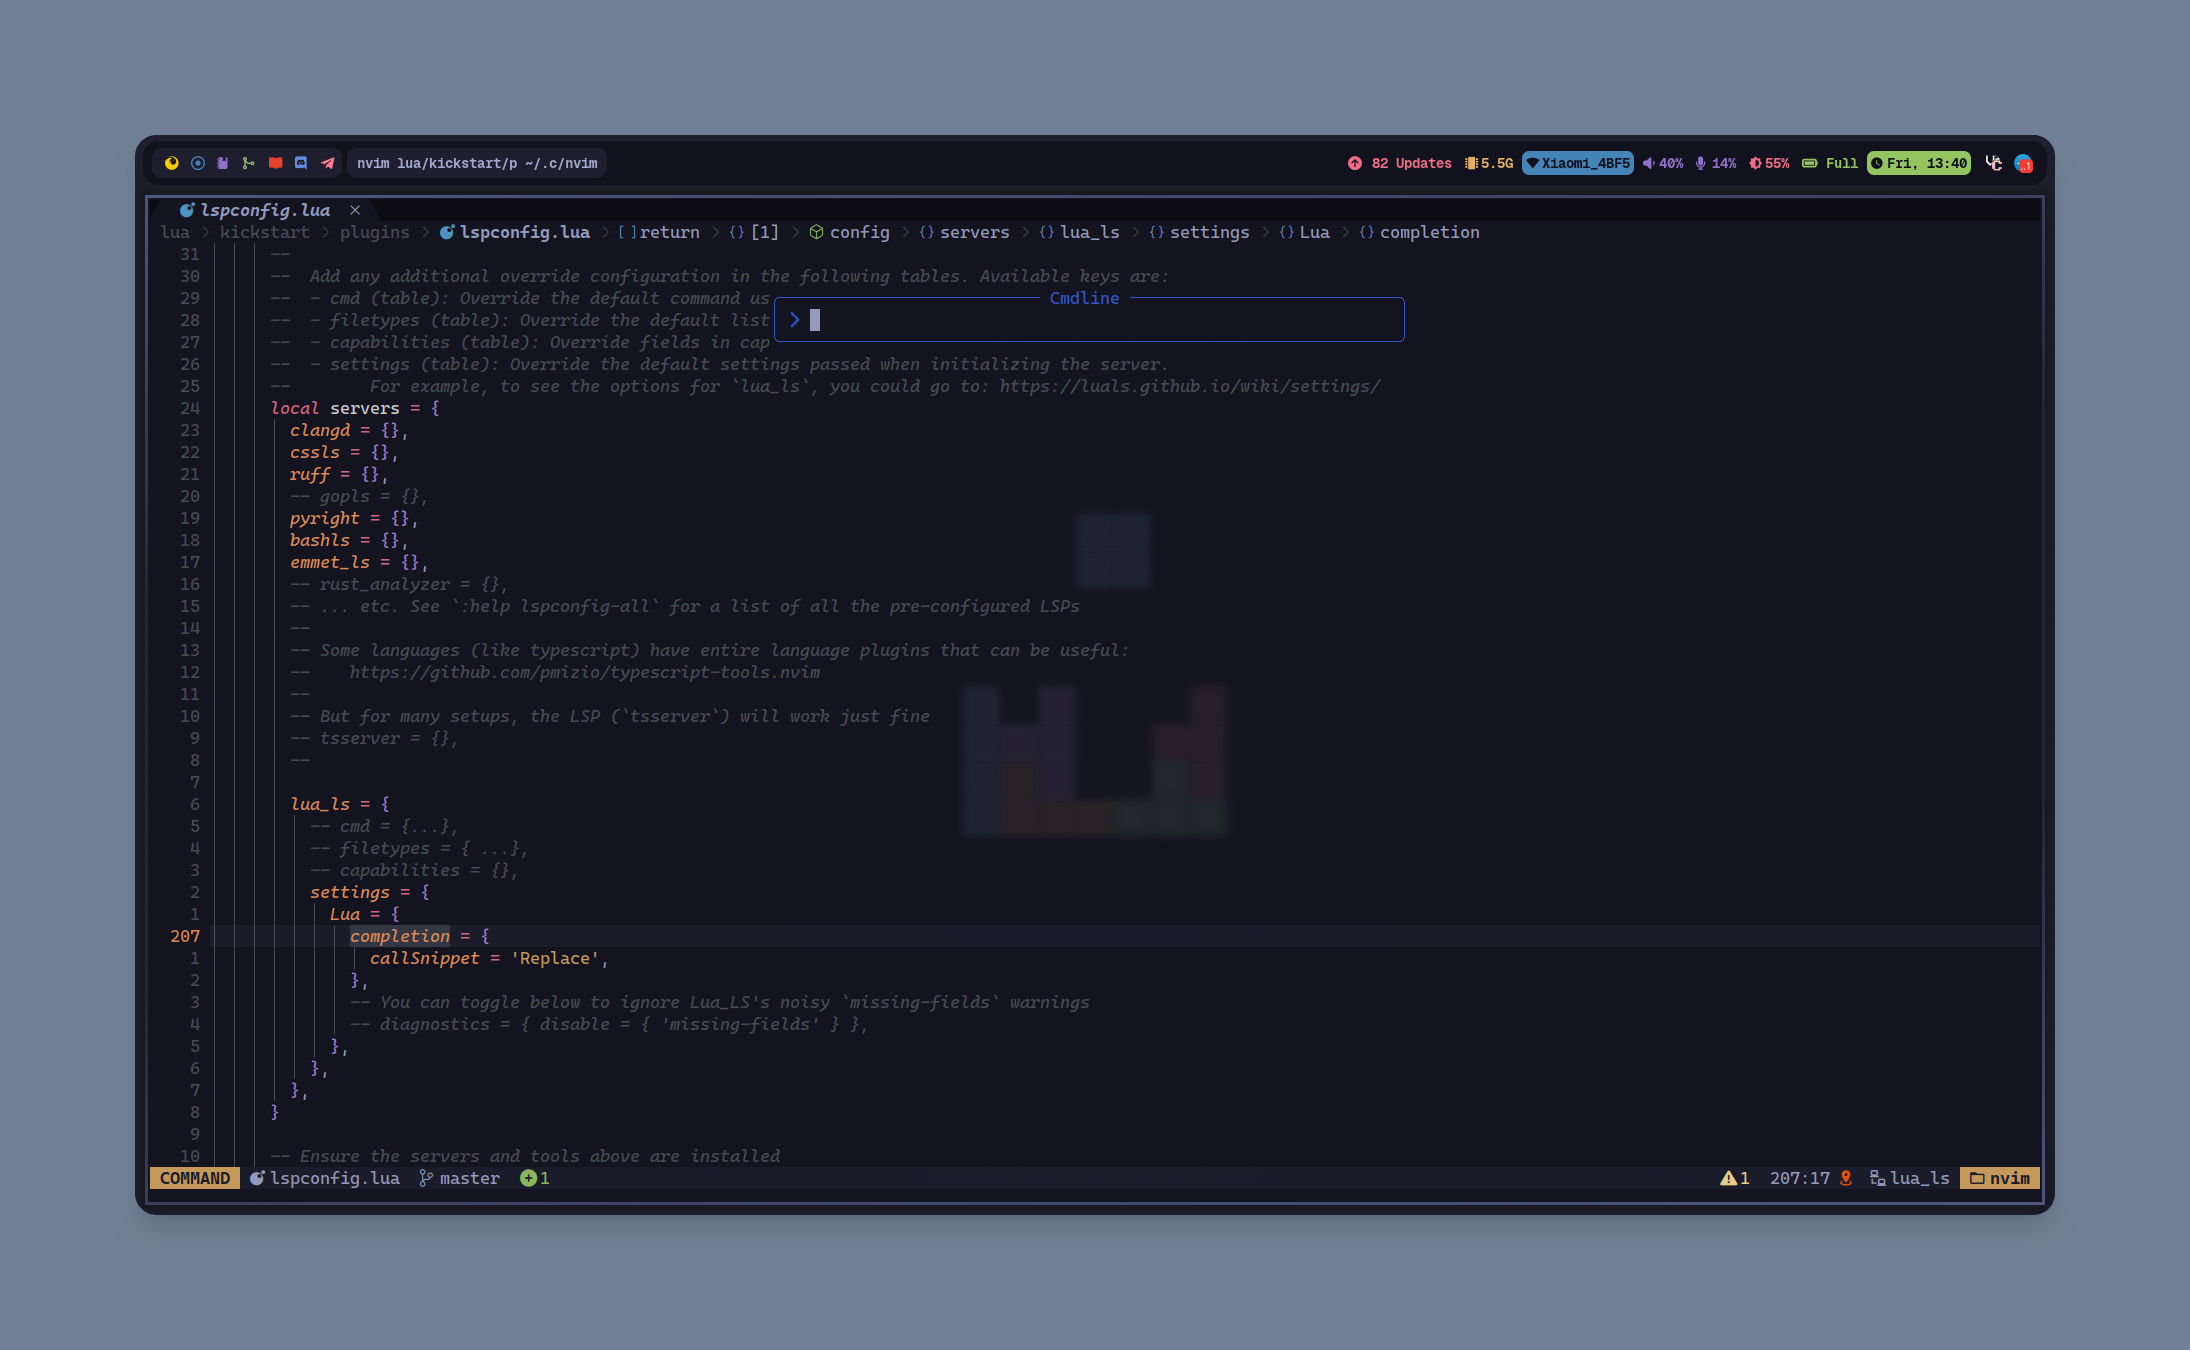 nvim lua/kickstart/p ~/.c/nvim
82 Updates 5.5G Xiaomi_4BF5 40% 14% 55% Full Fri, 13:40
lspconfig.lua ×
lua > kickstart > plugins > lspconfig.lua > []return > {}[1] > config > {}servers > {}lua_ls > {}settings > {}Lua > {}completion
31 --
30 --  Add any additional override configuration in the following tables. Available keys are:
29 --  - cmd (table): Override the default command us
Cmdline
28 --  - filetypes (table): Override the default list
>
27 --  - capabilities (table): Override fields in cap
26 --  - settings (table): Override the default settings passed when initializing the server.
25 --        For example, to see the options for `lua_ls`, you could go to: https://luals.github.io/wiki/settings/
24 local servers = {
23 clangd = {},
22 cssls = {},
21 ruff = {},
20 -- gopls = {},
19 pyright = {},
18 bashls = {},
17 emmet_ls = {},
16 -- rust_analyzer = {},
15 -- ... etc. See `:help lspconfig-all` for a list of all the pre-configured LSPs
14 --
13 -- Some languages (like typescript) have entire language plugins that can be useful:
12 --    https://github.com/pmizio/typescript-tools.nvim
11 --
10 -- But for many setups, the LSP (`tsserver`) will work just fine
9 -- tsserver = {},
8 --
7
6 lua_ls = {
5 -- cmd = {...},
4 -- filetypes = { ...},
3 -- capabilities = {},
2 settings = {
1 Lua = {
207 completion = {
1 callSnippet = 'Replace',
2 },
3 -- You can toggle below to ignore Lua_LS's noisy `missing-fields` warnings
4 -- diagnostics = { disable = { 'missing-fields' } },
5 },
6 },
7 },
8 }
9
10 -- Ensure the servers and tools above are installed
COMMAND lspconfig.lua master 1 1 207:17 lua_ls nvim